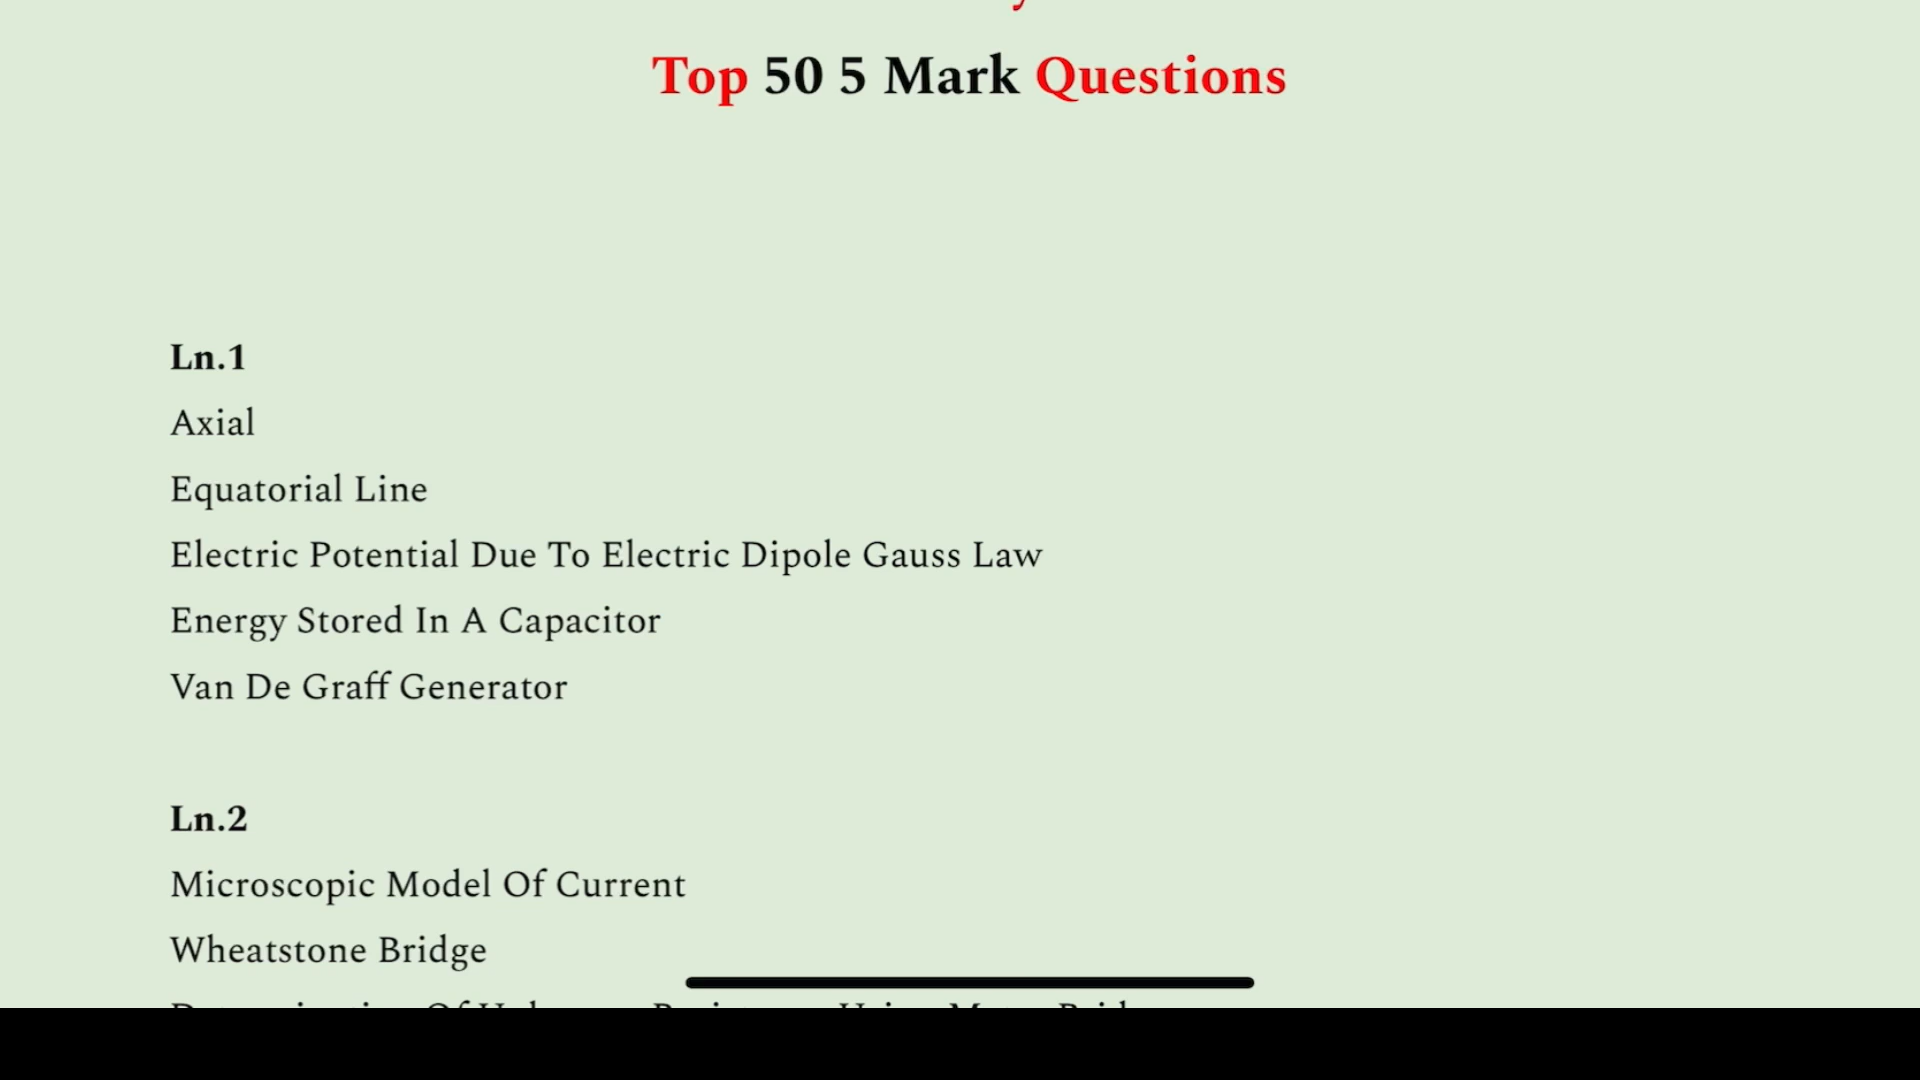 Top 50 5 Mark Questions
Ln.1
Axial
Equatorial Line
Electric Potential Due To Electric Dipole Gauss Law
Energy Stored In A Capacitor
Van De Graff Generator
Ln.2
Microscopic Model Of Current
Wheatstone Bridge